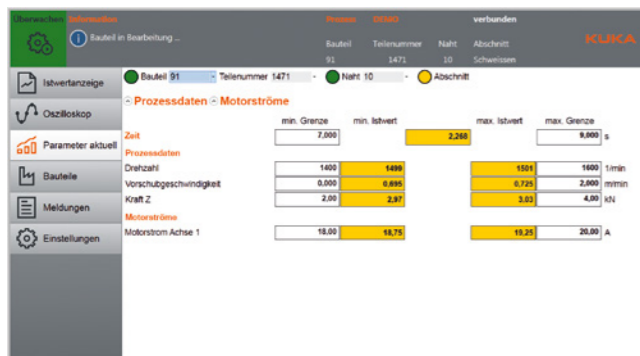 Überwachen Information Prozess DEMO verbunden
Bauteil in Bearbeitung ...
Bauteil Teilenummer Naht Abschnitt KUKA
91 1471 10 Schweissen
Istwertanzeige
Oszilloskop
Parameter aktuell
Bauteile
Meldungen
Einstellungen
Bauteil 91 Teilenummer 1471 Naht 10 Abschnitt
Prozessdaten Motorströme
min. Grenze min. Istwert max. Istwert max. Grenze
Zeit 7,000 2,268 9,000 s
Prozessdaten
Drehzahl 1400 1499 1501 1600 1/min
Vorschubgeschwindigkeit 0,000 0,695 0,725 2,000 m/min
Kraft Z 2,00 2,97 3,03 4,00 kN
Motorströme
Motorstrom Achse 1 18,00 18,75 19,25 20,00 A